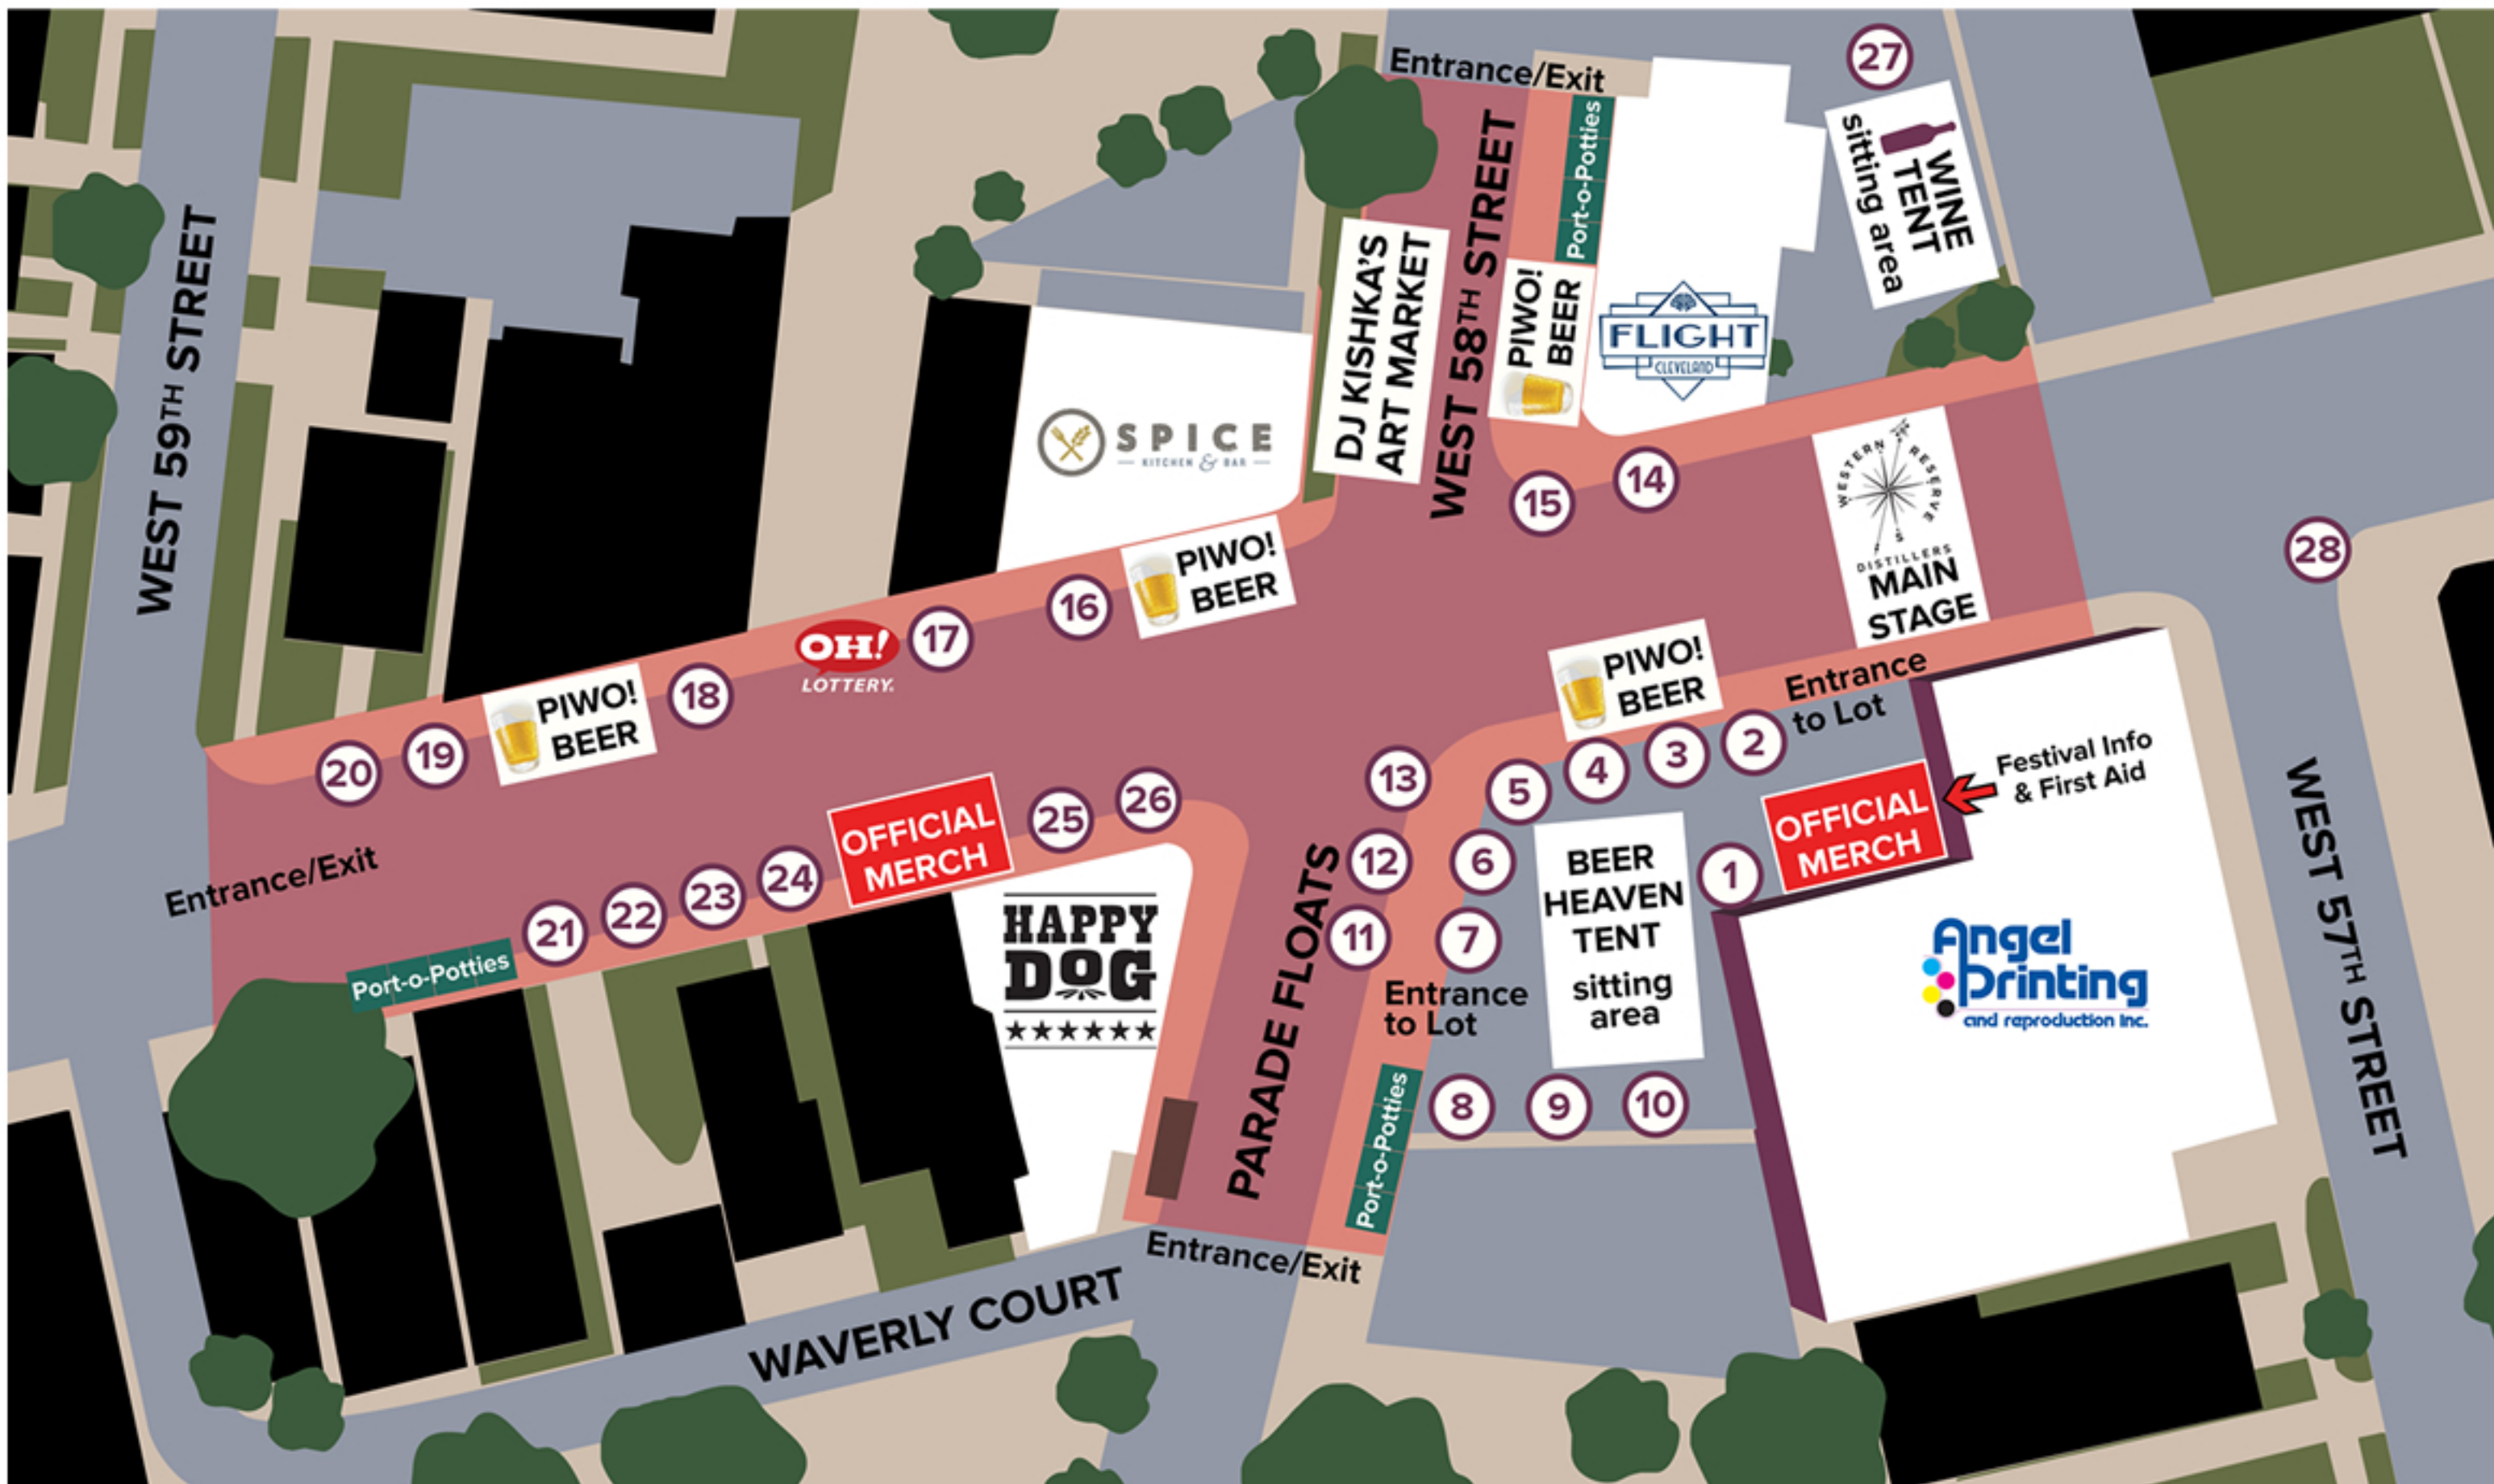 Entrance/Exit
27
Port-o-Potties
WINE
TENT
sitting area
WEST 59TH STREET
WEST 58TH STREET
DJ KISHKA'S
ART MARKET
PIWO!
BEER
FLIGHT
CLEVELAND
SPICE
KITCHEN & BAR
WESTERN RESERVE
S
DISTILLERS
MAIN
STAGE
15
14
28
PIWO!
BEER
16
17
OH!
LOTTERY.
18
PIWO!
BEER
19
20
PIWO!
BEER
Entrance
to Lot
2
3
4
5
13
Festival Info
& First Aid
OFFICIAL
MERCH
1
WEST 57TH STREET
26
25
OFFICIAL
MERCH
24
23
22
21
Entrance/Exit
Port-o-Potties
12
6
11
7
BEER
HEAVEN
TENT
sitting
area
HAPPY
DOG
PARADE FLOATS
Entrance
to Lot
Angel
Printing
and reproduction Inc.
8
9
10
Port-o-Potties
Entrance/Exit
WAVERLY COURT